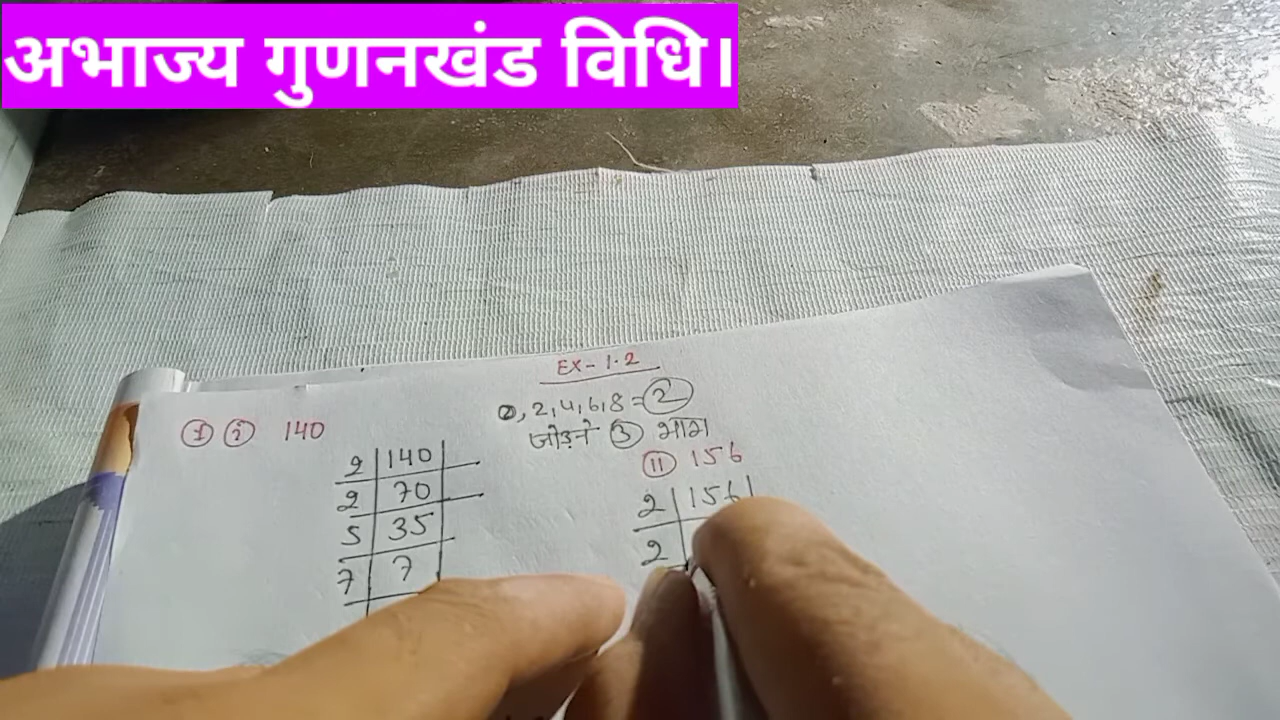 अभाज्य गुणनखंड विधि।
Ex-1.2
0, 2, 4, 6, 8 = 2
जोड़ने 3 भाग
1 i 140
2 140
2 70
5 35
7 7
II 156
2 156
2